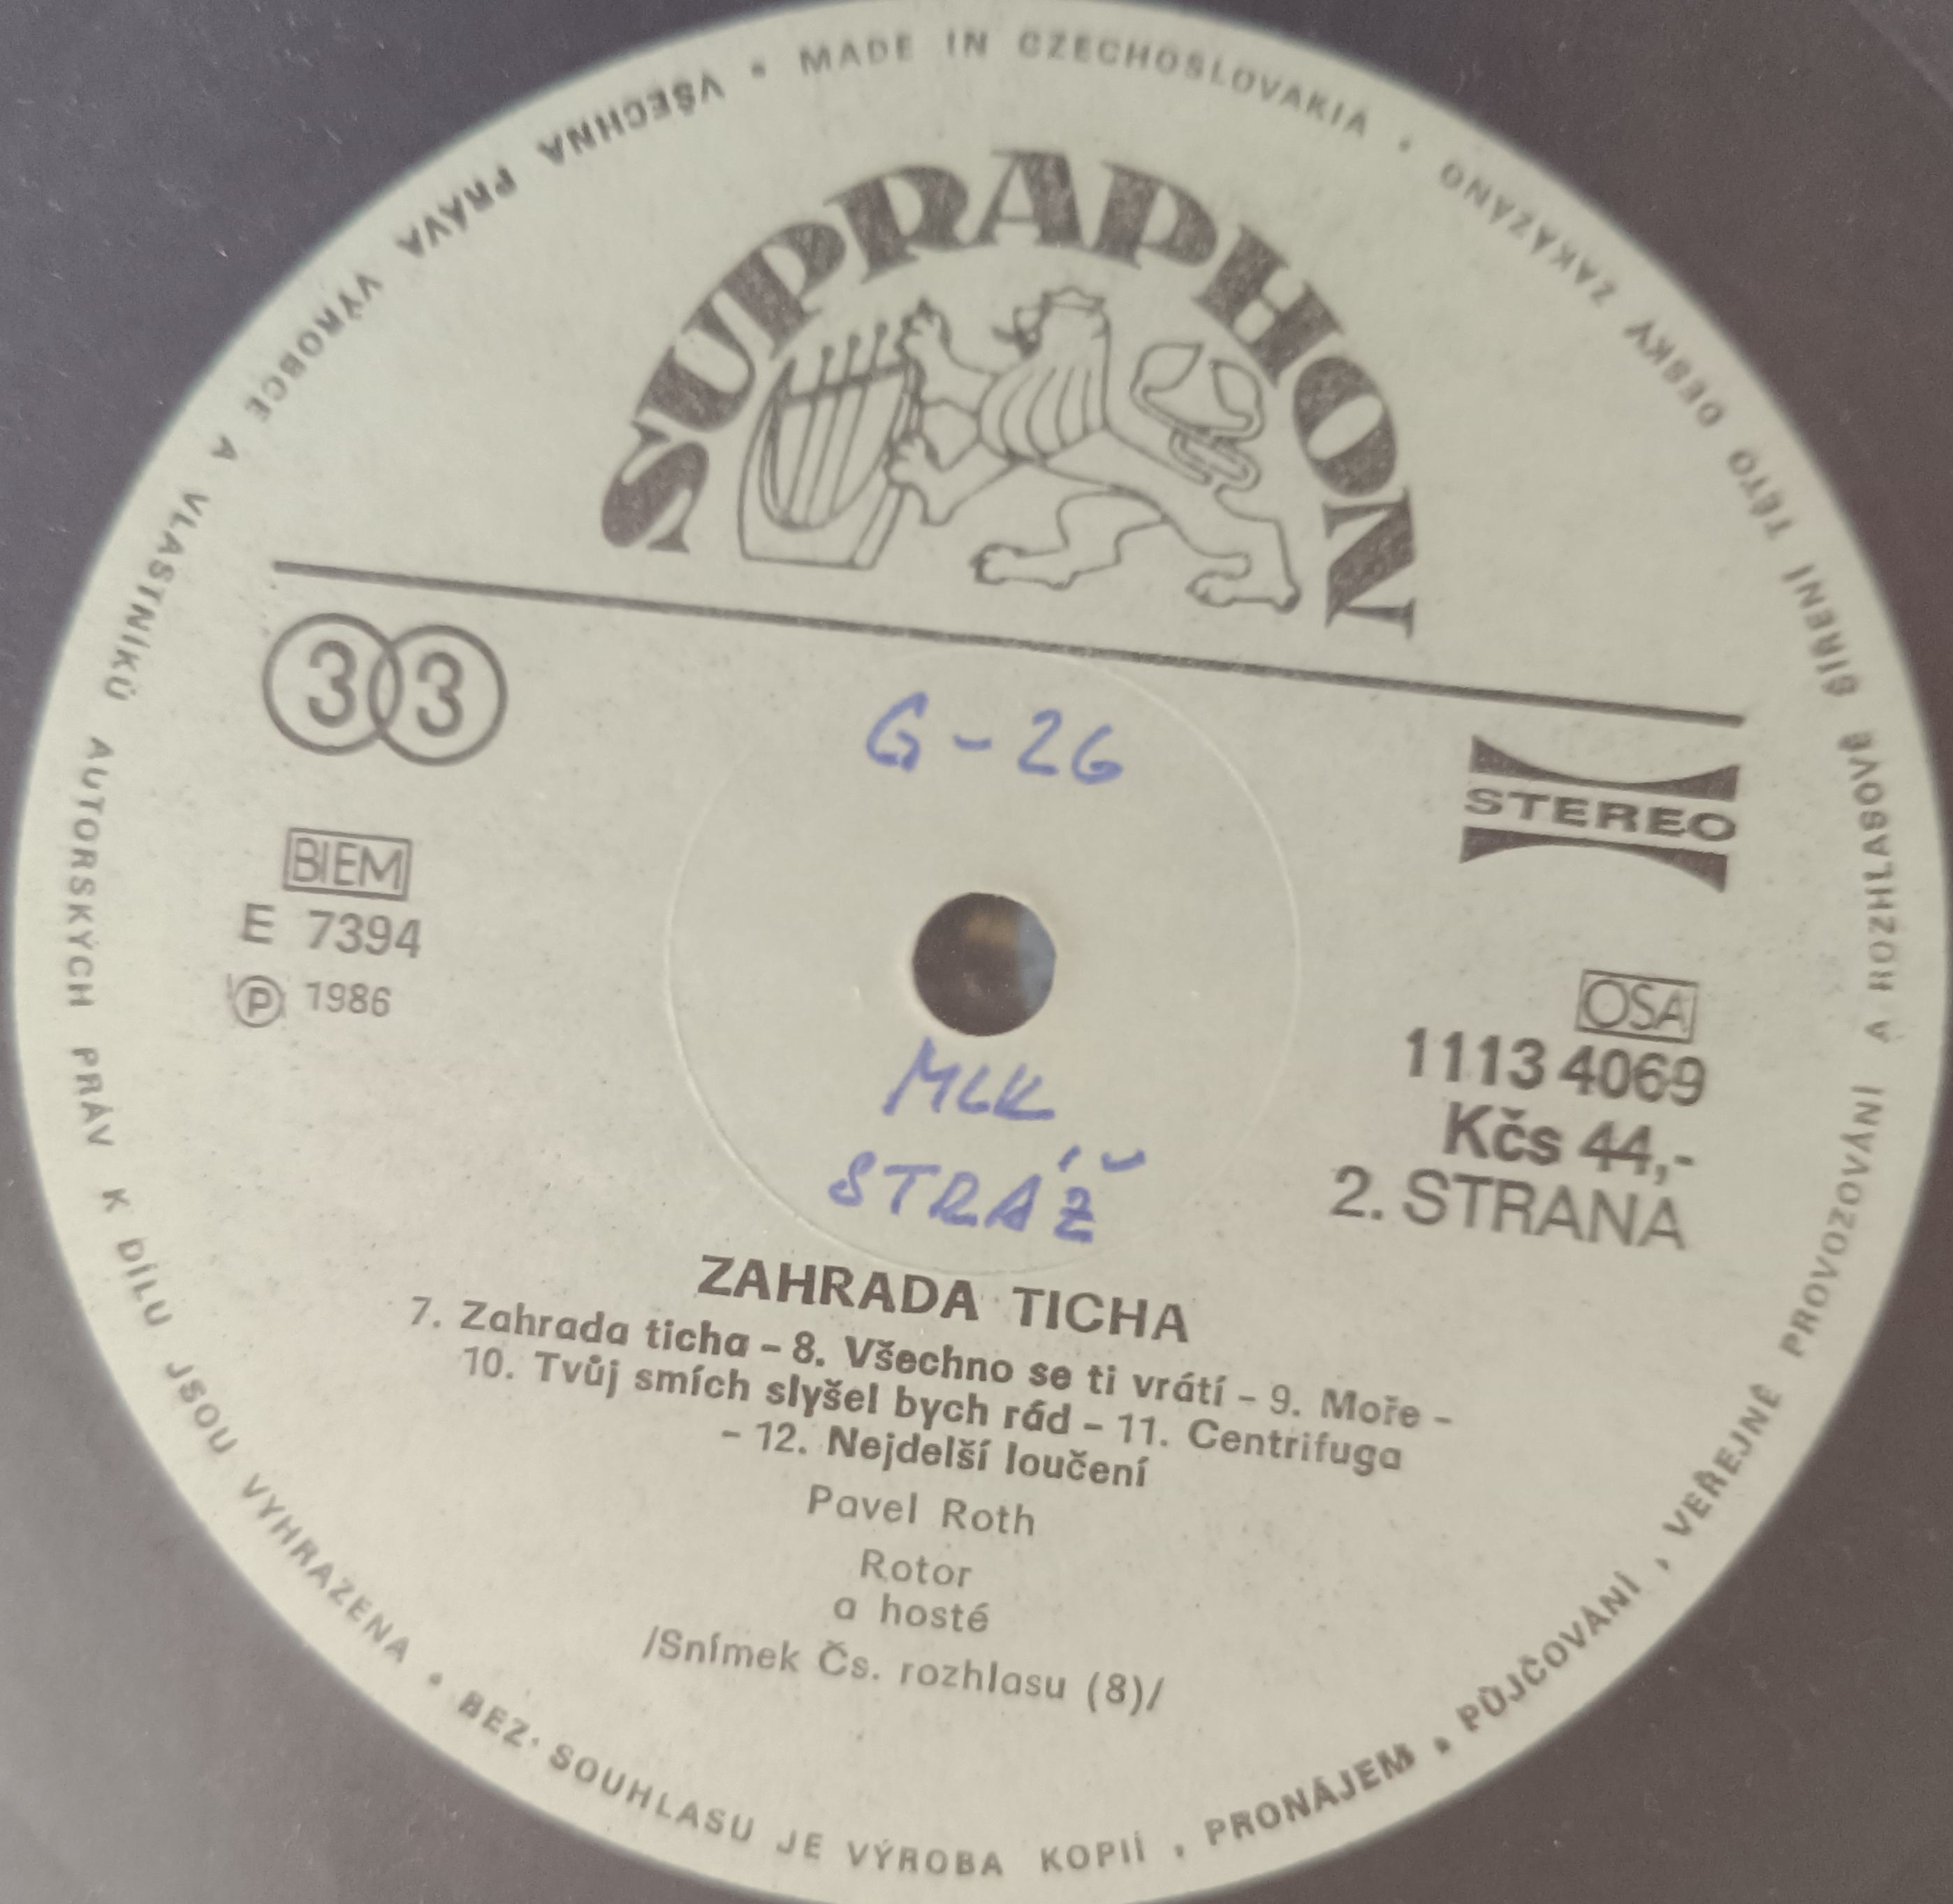 VŠECHNA PRÁVA VÝROBCE A VLASTNÍKŮ AUTORSKÝCH PRÁV K DÍLU JSOU VYHRAZENA • BEZ SOUHLASU JE VÝROBA KOPIÍ, PRONÁJEM, PŮJČOVÁNÍ, VEŘEJNÉ PROVOZOVÁNÍ A ROZHLASOVÉ ŠÍŘENÍ TÉTO DESKY ZAKÁZÁNO • MADE IN CZECHOSLOVAKIA •
SUPRAPHON
33
G-26
STEREO
BIEM
E 7394
Ⓟ 1986
OSA
1113 4069
Kčs 44,-
2. STRANA
MLK
STRÁŽ
ZAHRADA TICHA
7. Zahrada ticha – 8. Všechno se ti vrátí – 9. Moře –
10. Tvůj smích slyšel bych rád – 11. Centrifuga
– 12. Nejdelší loučení
Pavel Roth
Rotor
a hosté
/Snímek Čs. rozhlasu (8)/